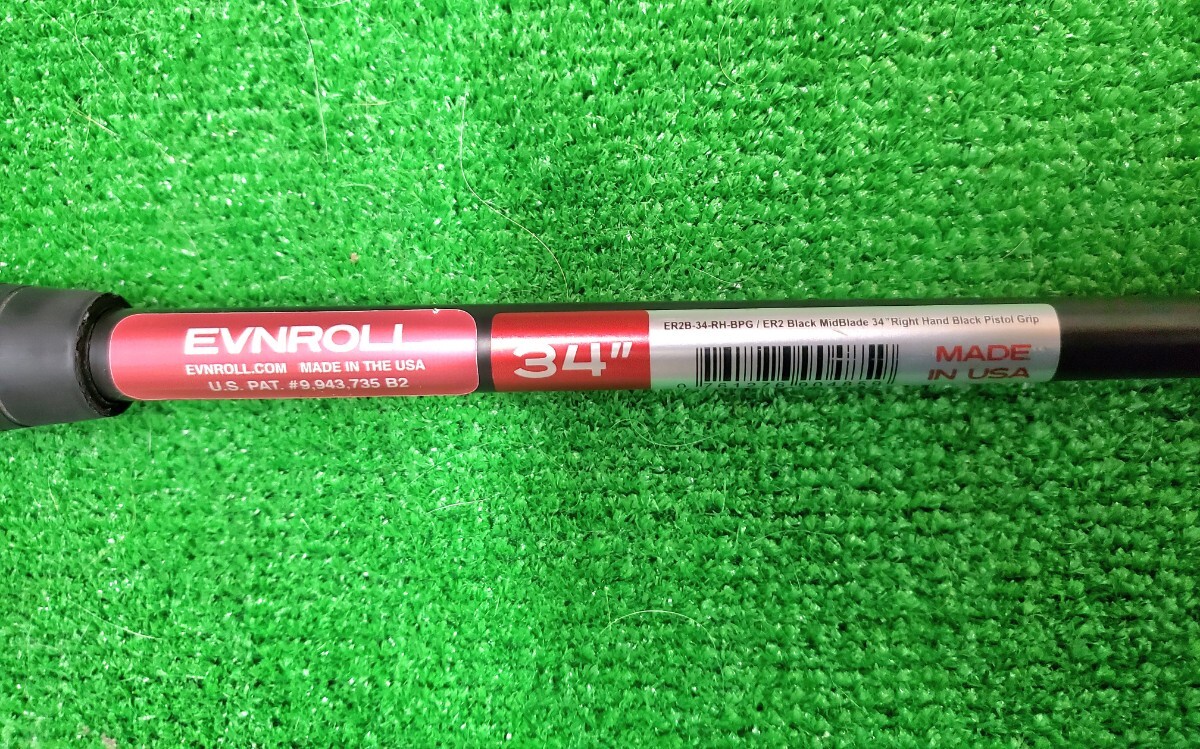 EVNROLL
EVNROLL.COM MADE IN THE USA
U.S. PAT. #9,943,735 B2
34"
ER2B-34-RH-BPG / ER2 Black MidBlade 34"Right Hand Black Pistol Grip
MADE
IN USA